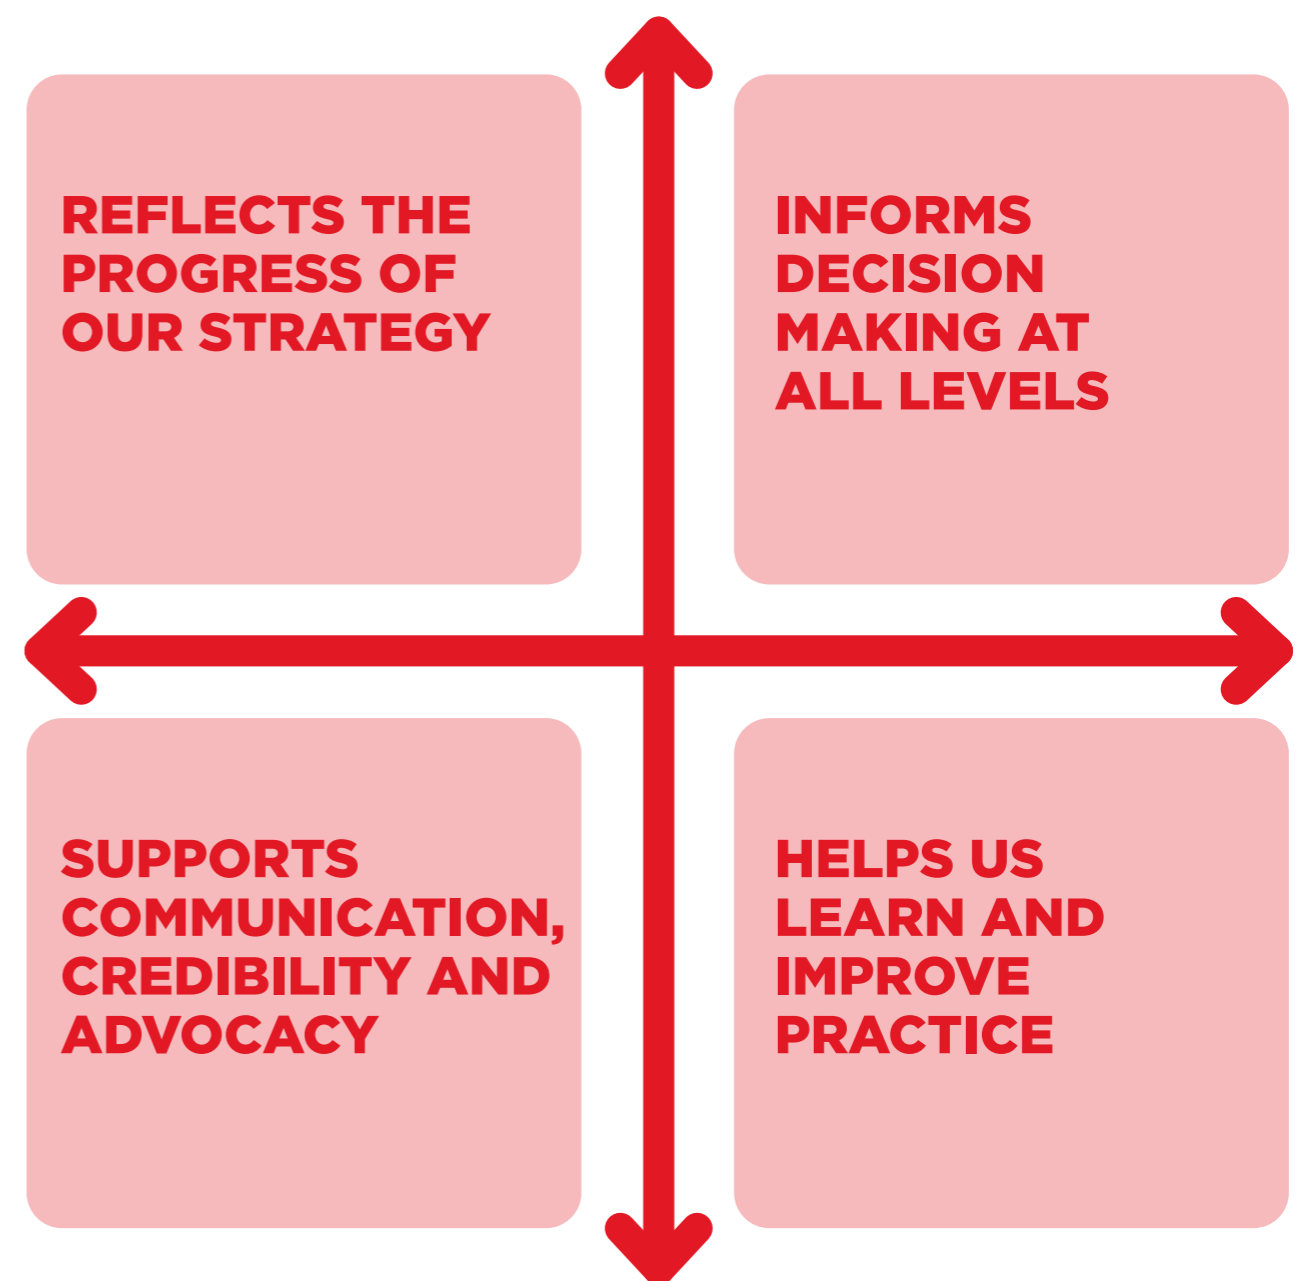 REFLECTS THE
PROGRESS OF
OUR STRATEGY
INFORMS
DECISION
MAKING AT
ALL LEVELS
SUPPORTS
COMMUNICATION,
CREDIBILITY AND
ADVOCACY
HELPS US
LEARN AND
IMPROVE
PRACTICE